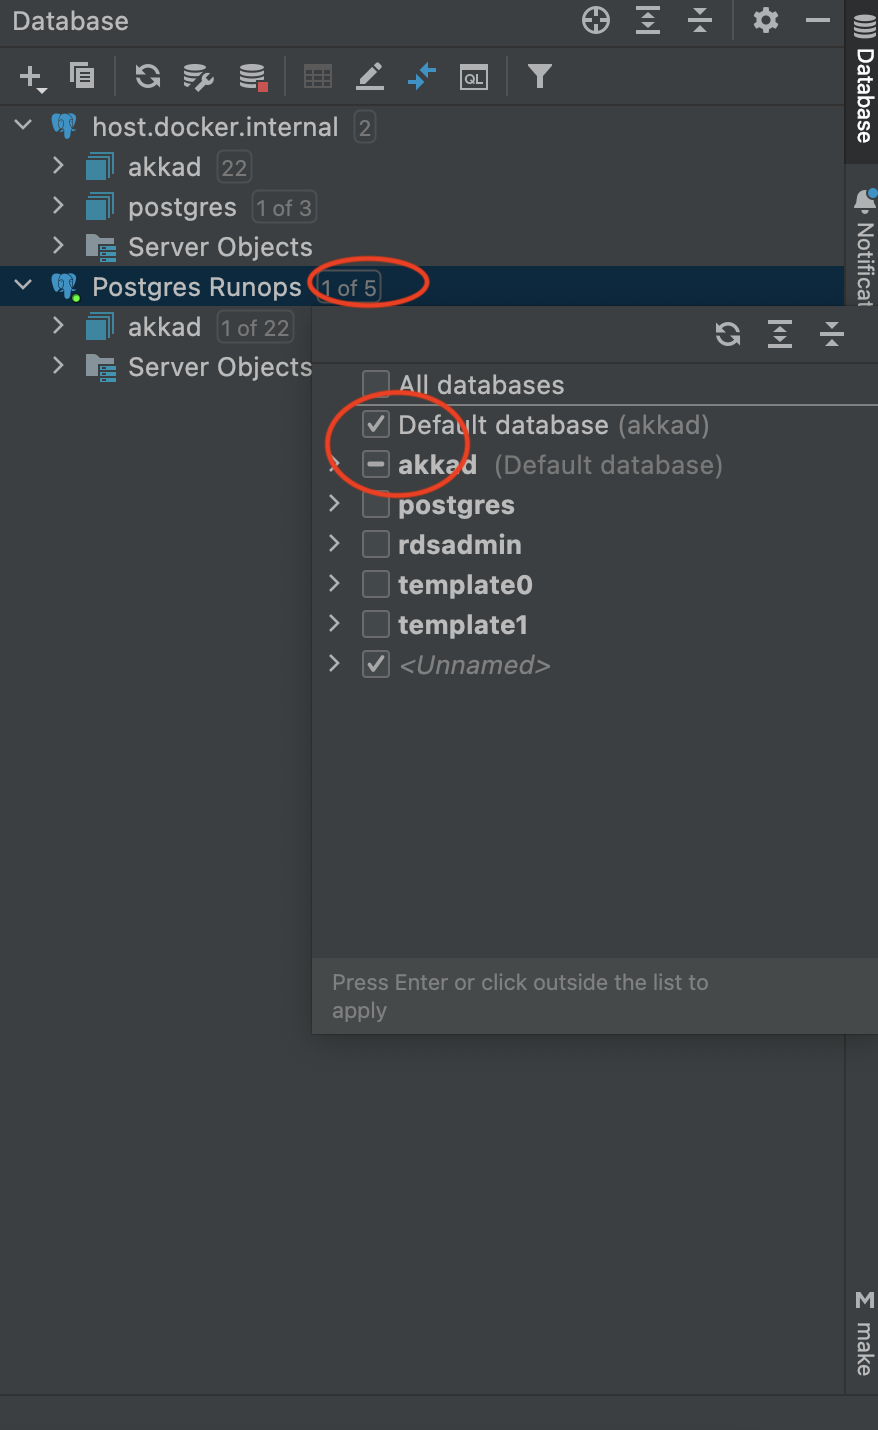 Database
QL
host.docker.internal 2
akkad 22
postgres 1 of 3
Server Objects
Postgres Runops 1 of 5
akkad 1 of 22
Server Objects
All databases
Default database (akkad)
akkad (Default database)
postgres
rdsadmin
template0
template1
<Unnamed>
Press Enter or click outside the list to
apply
Database
Notificat
M
make